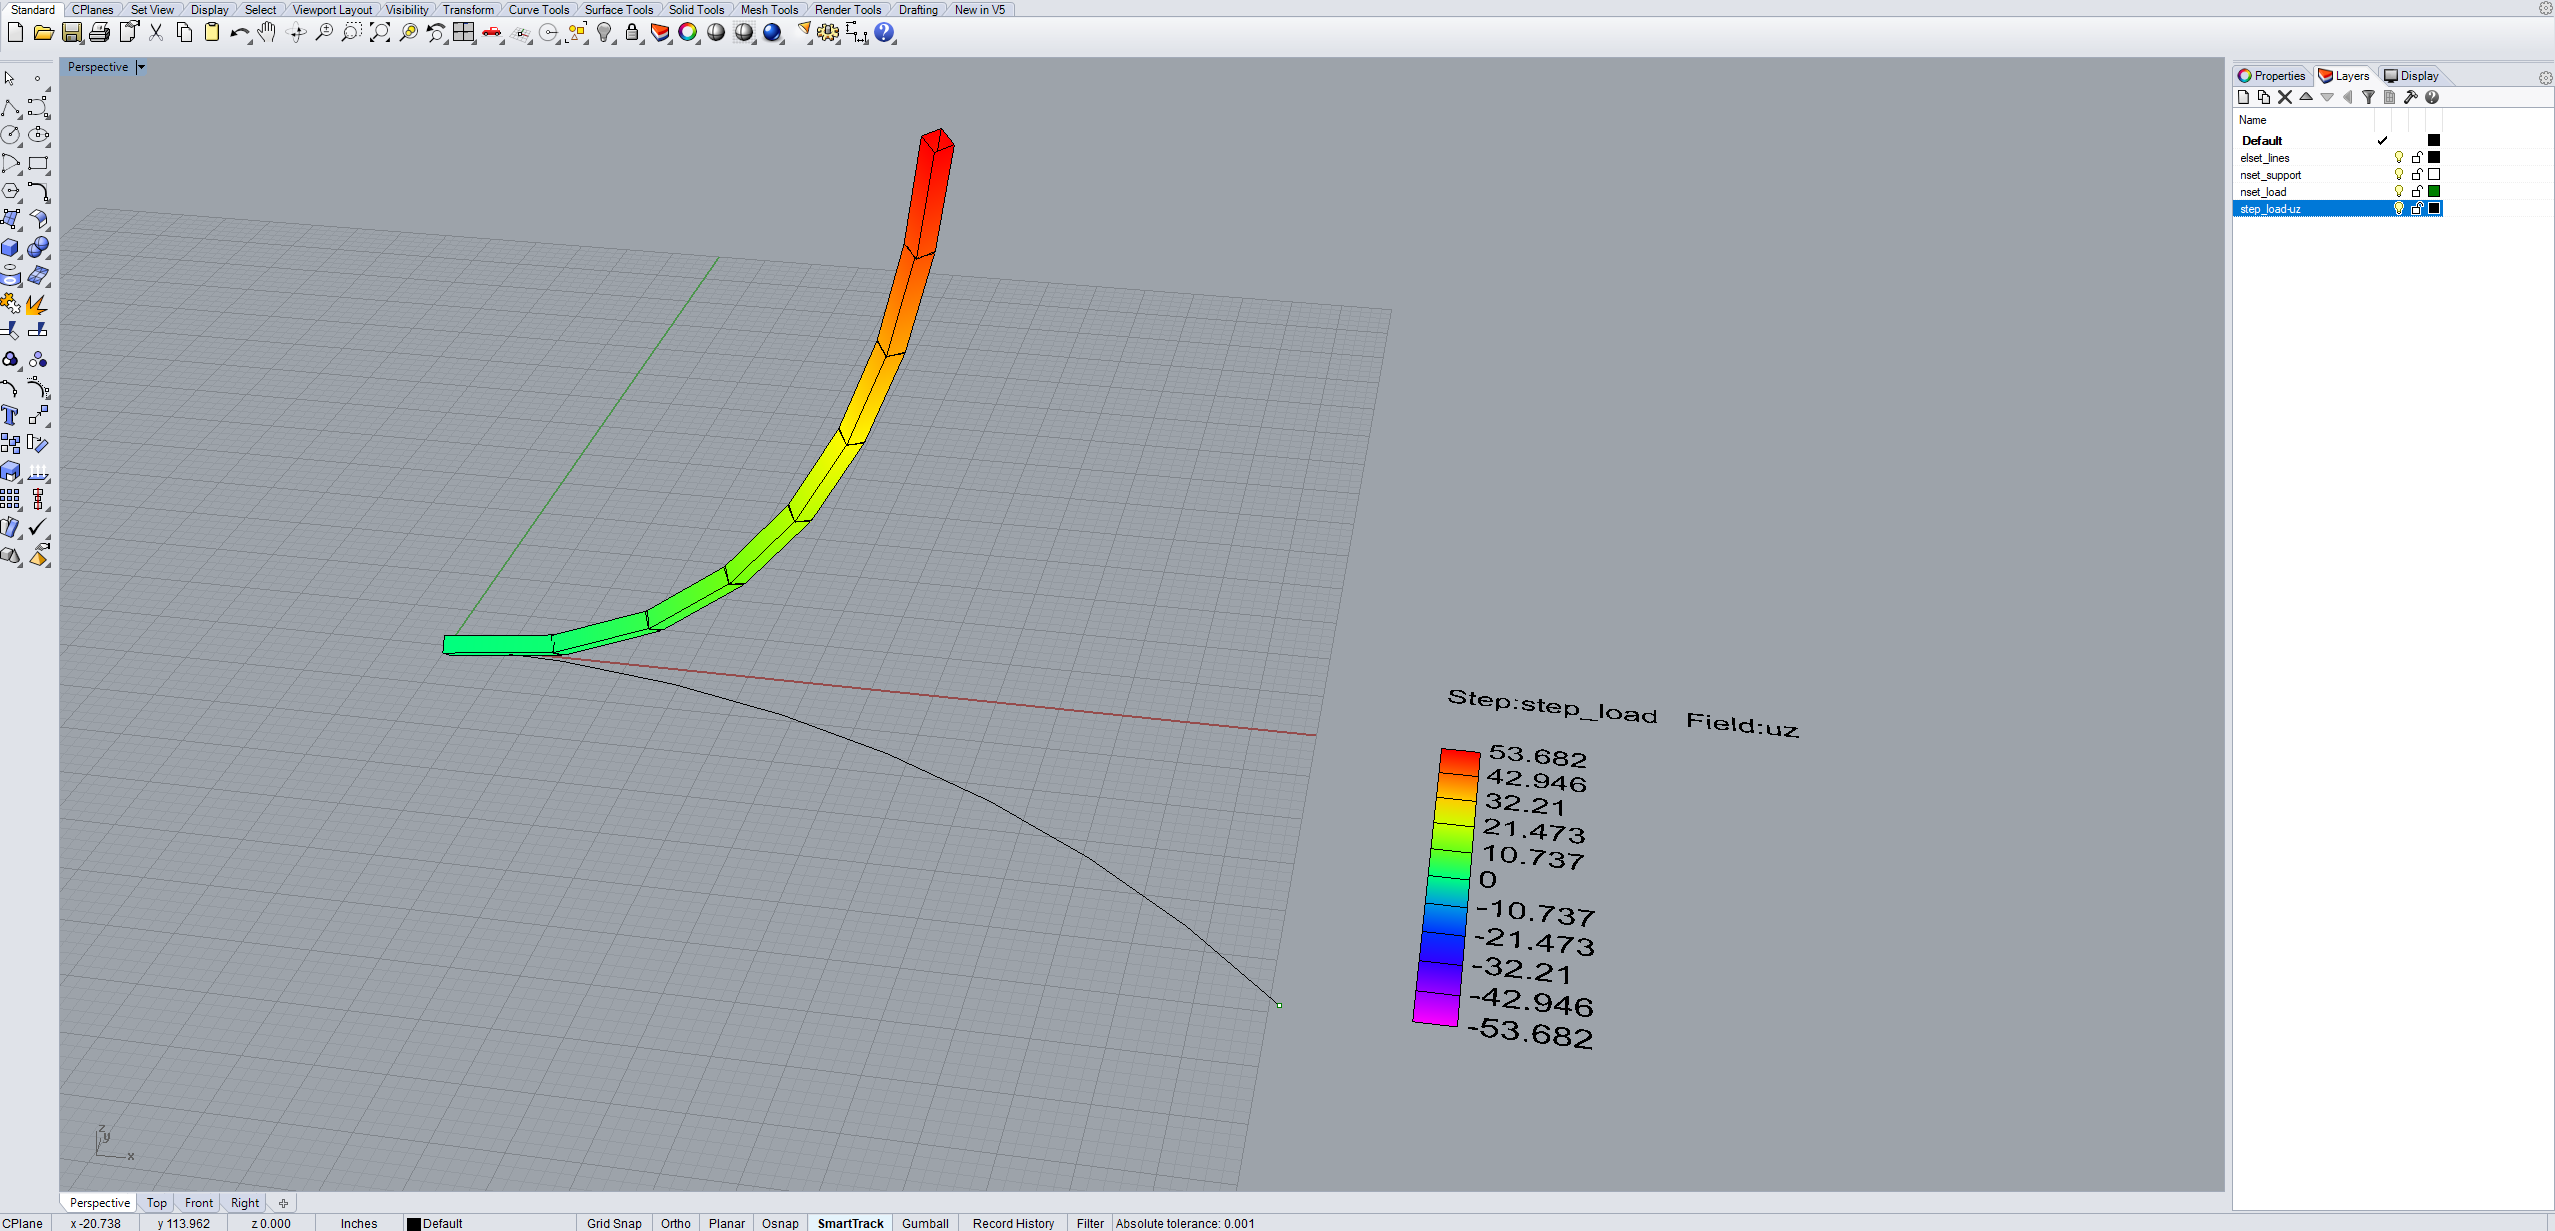 Standard CPlanes Set View Display Select Viewport Layout Visibility Transform Curve Tools Surface Tools Solid Tools Mesh Tools Render Tools Drafting New in V5
Perspective
Properties Layers Display
Name
Default
elset_lines
nset_support
nset_load
step_load-uz
Step:step_load Field:uz
53.682
42.946
32.21
21.473
10.737
0
-10.737
-21.473
-32.21
-42.946
-53.682
z
y
x
Perspective Top Front Right
CPlane x -20.738 y 113.962 z 0.000 Inches Default Grid Snap Ortho Planar Osnap SmartTrack Gumball Record History Filter Absolute tolerance: 0.001